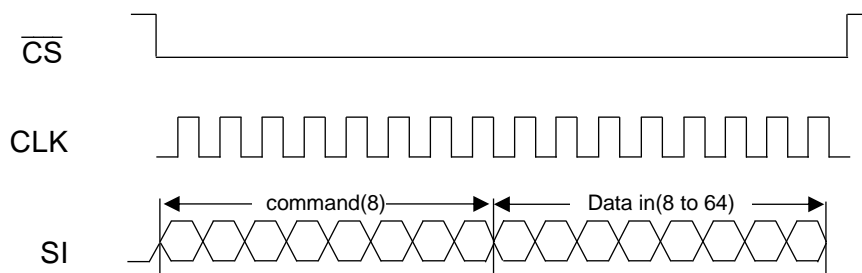 CS
CLK
command(8)
Data in(8 to 64)
SI